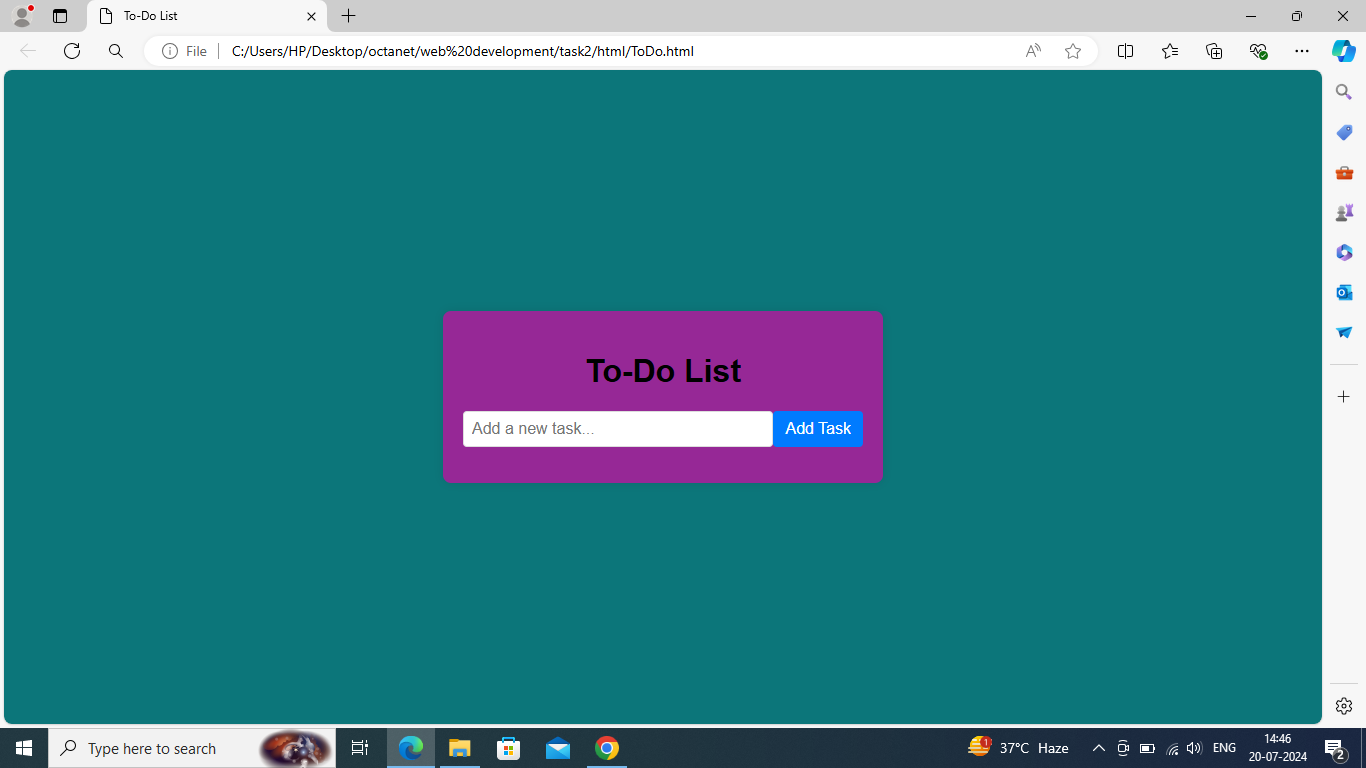 To-Do List
File
C:/Users/HP/Desktop/octanet/web%20development/task2/html/ToDo.html
To-Do List
Add a new task...
Add Task
Type here to search
1
37°C Haze
ENG
14:46
20-07-2024
2